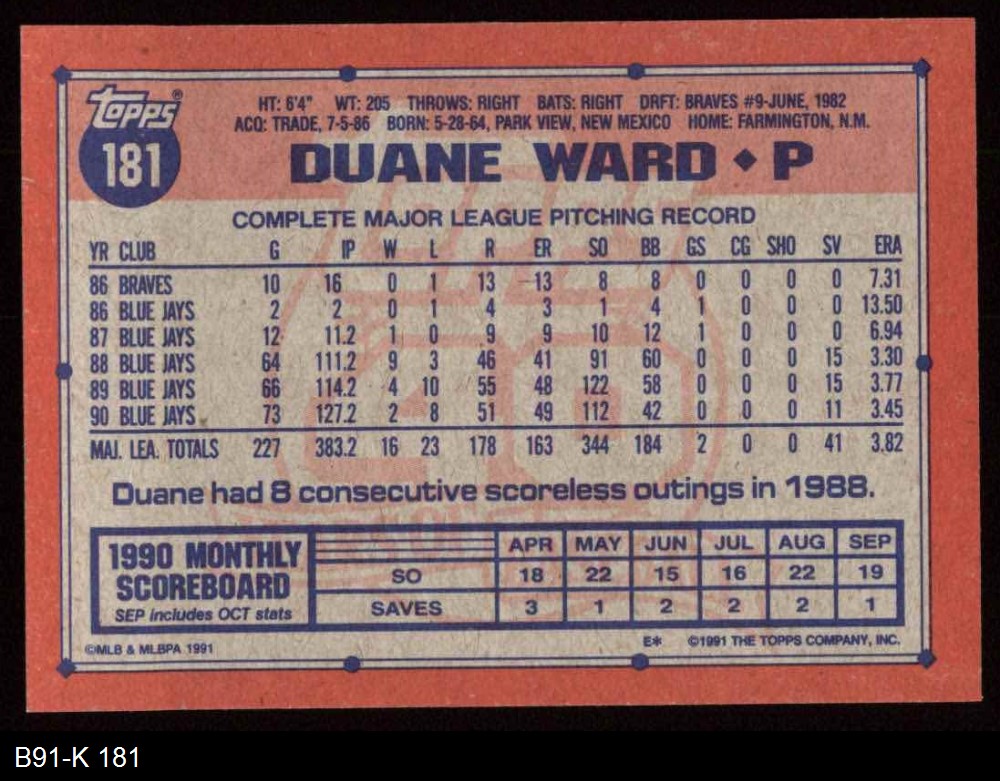 Topps®
181
HT: 6'4" WT: 205 THROWS: RIGHT BATS: RIGHT DRFT: BRAVES #9-JUNE, 1982
ACQ: TRADE, 7-5-86 BORN: 5-28-64, PARK VIEW, NEW MEXICO HOME: FARMINGTON, N.M.
DUANE WARD ♦ P
COMPLETE MAJOR LEAGUE PITCHING RECORD
YR CLUB G IP W L R ER SO BB GS CG SHO SV ERA
86 BRAVES 10 16 0 1 13 13 8 8 0 0 0 0 7.31
86 BLUE JAYS 2 2 0 1 4 3 1 4 1 0 0 0 13.50
87 BLUE JAYS 12 11.2 1 0 9 9 10 12 1 0 0 0 6.94
88 BLUE JAYS 64 111.2 9 3 46 41 91 60 0 0 0 15 3.30
89 BLUE JAYS 66 114.2 4 10 55 48 122 58 0 0 0 15 3.77
90 BLUE JAYS 73 127.2 2 8 51 49 112 42 0 0 0 11 3.45
MAJ. LEA. TOTALS 227 383.2 16 23 178 163 344 184 2 0 0 41 3.82
Duane had 8 consecutive scoreless outings in 1988.
1990 MONTHLY
SCOREBOARD
SEP includes OCT stats
APR MAY JUN JUL AUG SEP
SO 18 22 15 16 22 19
SAVES 3 1 2 2 2 1
©MLB & MLBPA 1991
E* ©1991 THE TOPPS COMPANY, INC.
B91-K 181